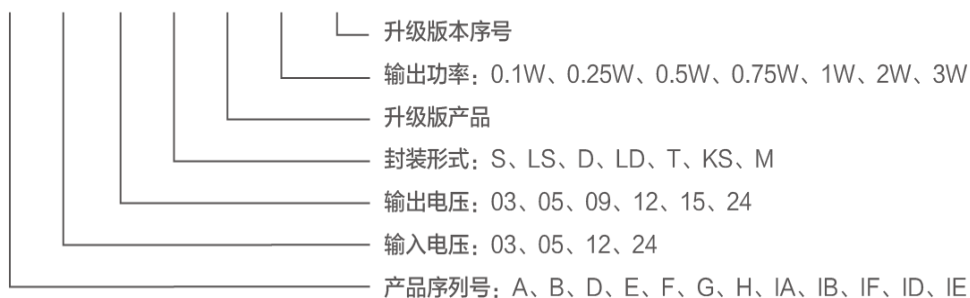 升级版本序号
输出功率：0.1W、0.25W、0.5W、0.75W、1W、2W、3W
升级版产品
封装形式：S、LS、D、LD、T、KS、M
输出电压：03、05、09、12、15、24
输入电压：03、05、12、24
产品序列号：A、B、D、E、F、G、H、IA、IB、IF、ID、IE